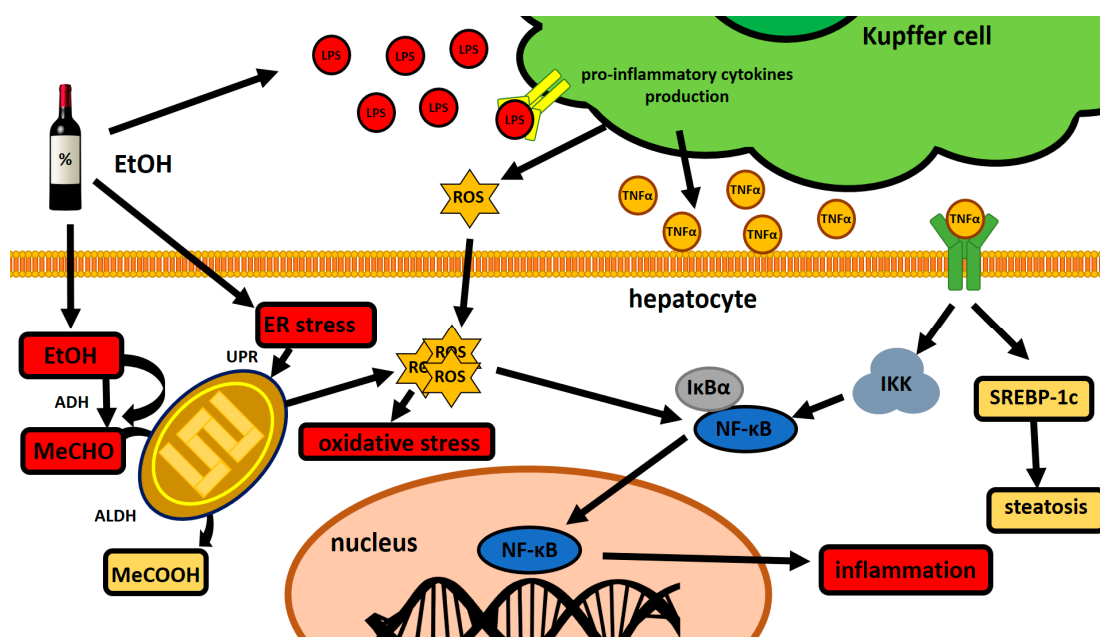 Kupffer cell
LPS
LPS
LPS
LPS
LPS
LPS
pro-inflammatory cytokines
production
%
EtOH
ROS
TNFα
TNFα
TNFα
TNFα
TNFα
TNFα
hepatocyte
ER stress
UPR
EtOH
ADH
MeCHO
ALDH
MeCOOH
ROS
ROS
oxidative stress
IκBα
NF-κB
IKK
SREBP-1c
steatosis
nucleus
NF-κB
inflammation